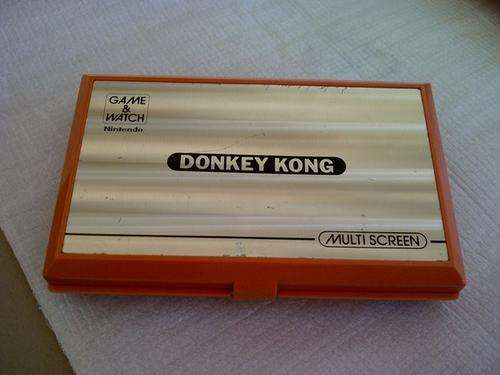 GAME
&
WATCH
Nintendo
DONKEY KONG
MULTI SCREEN